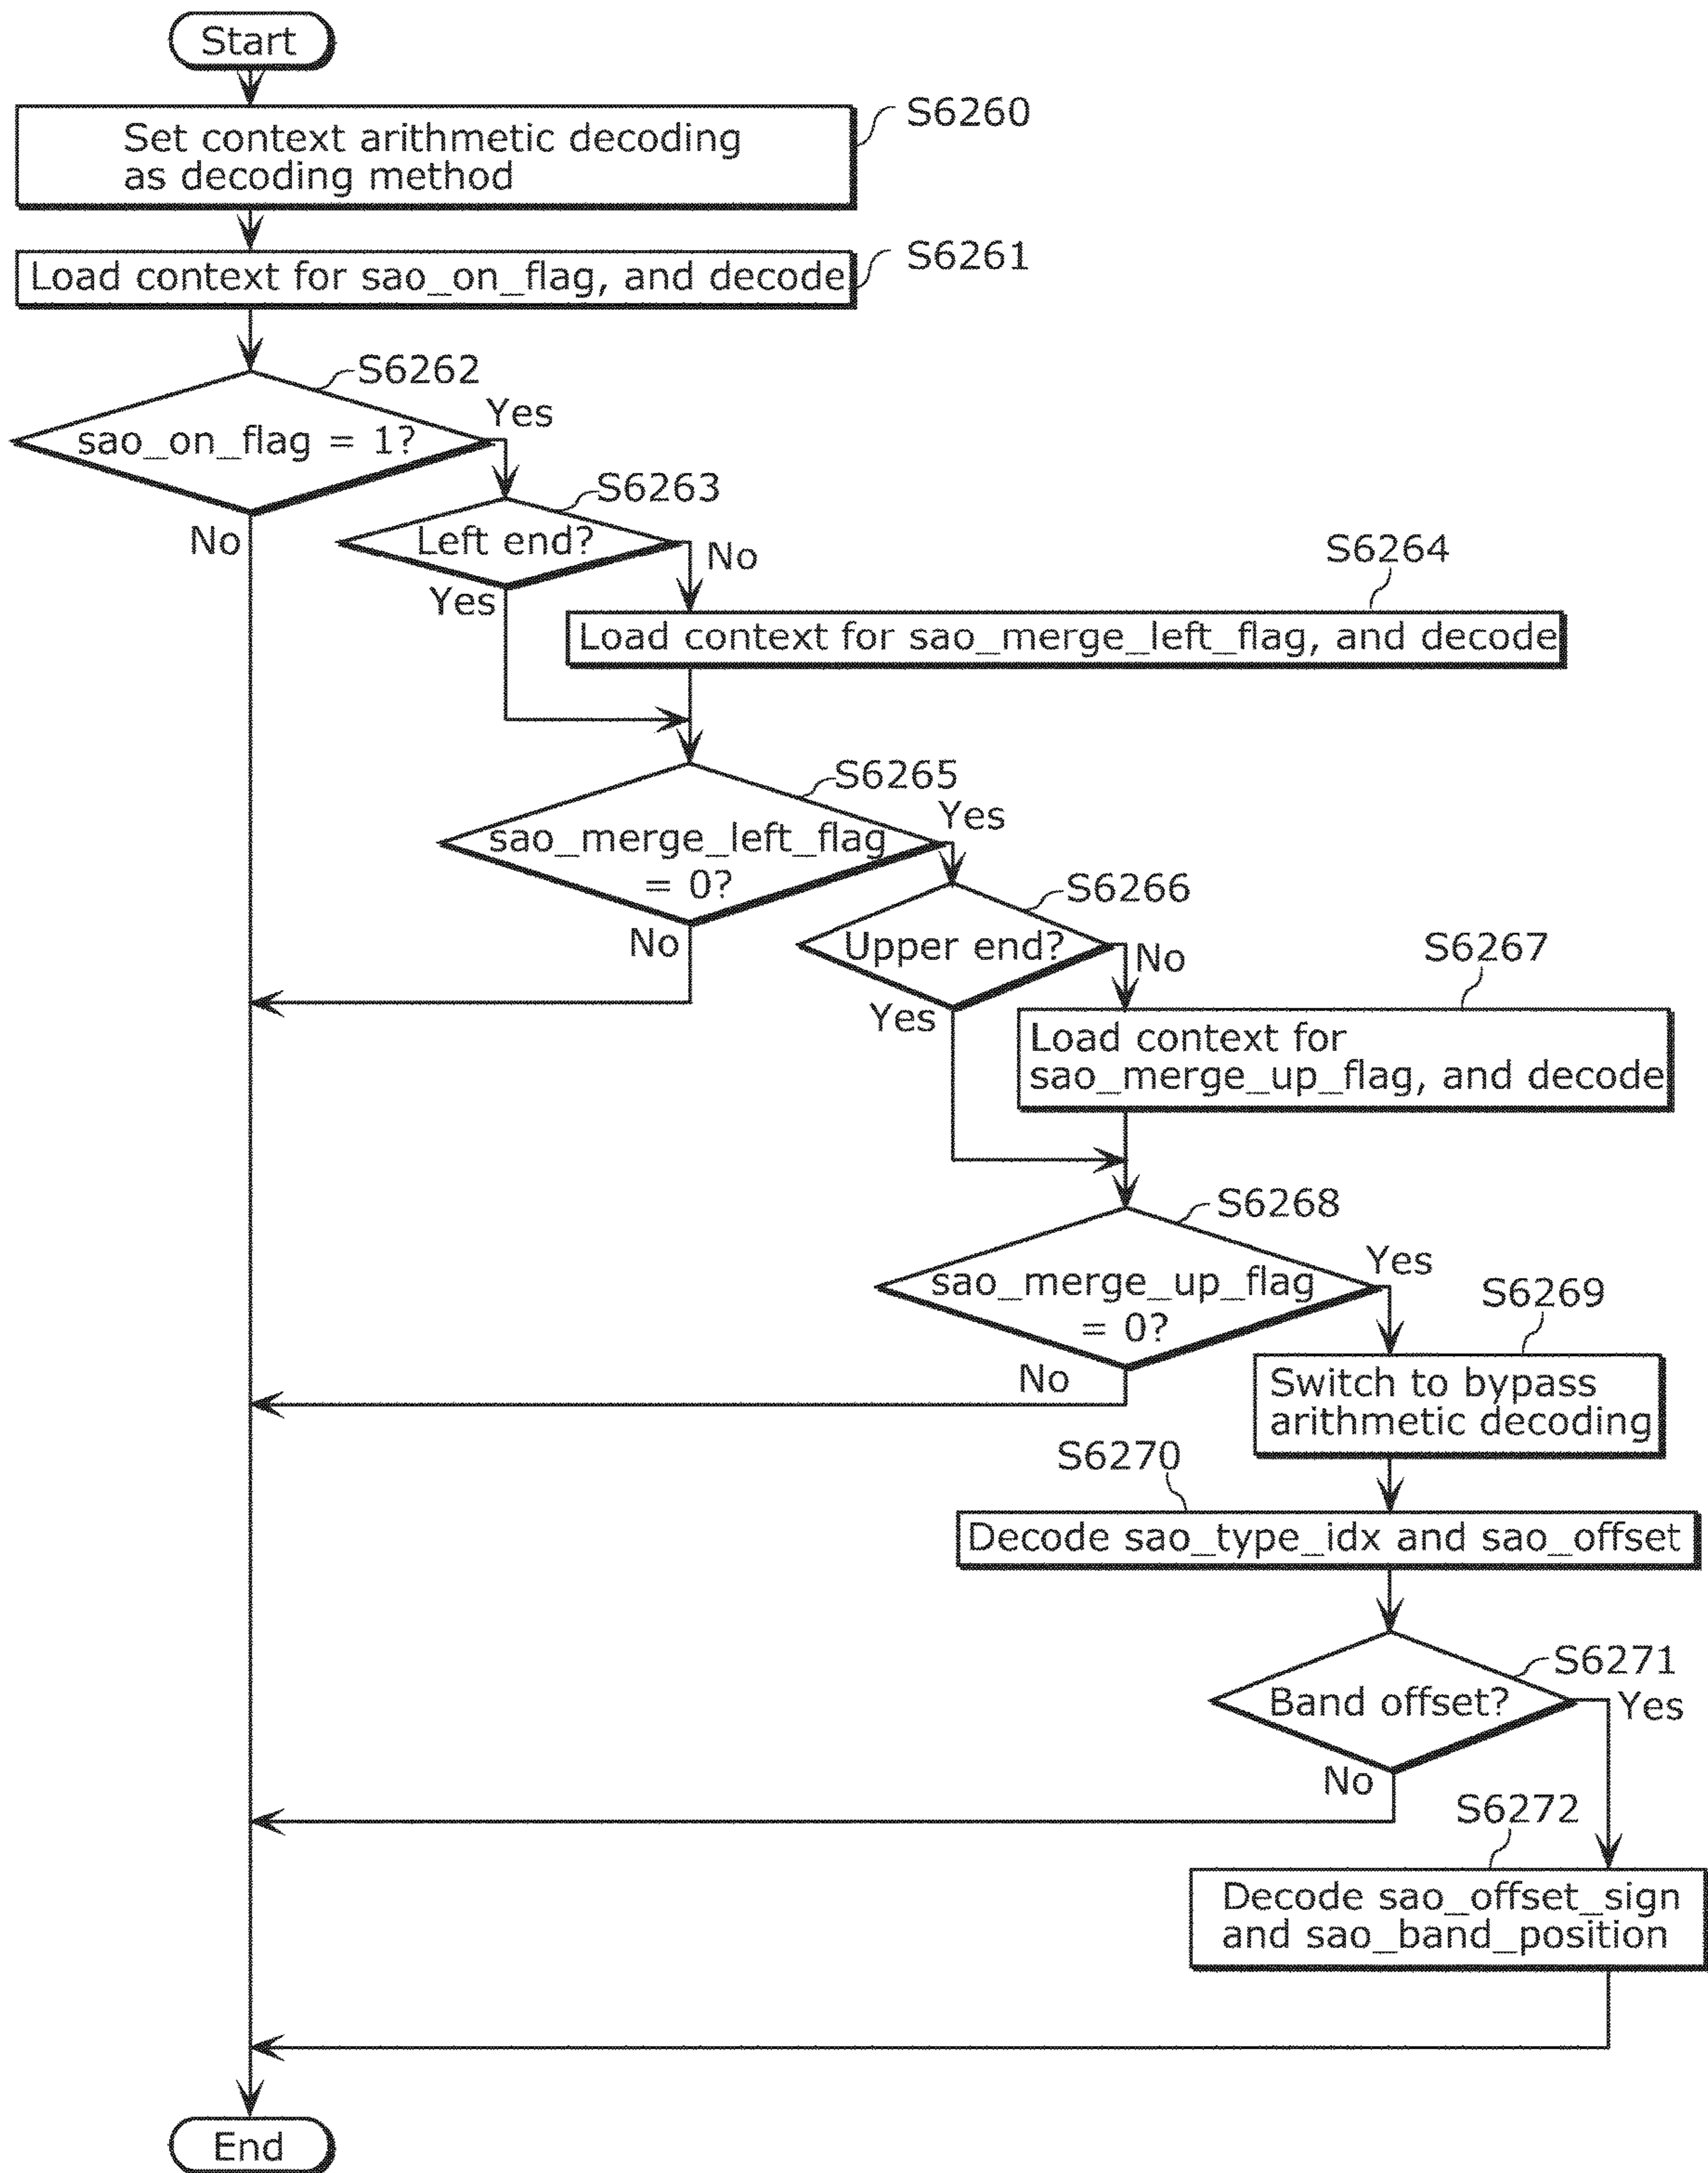 Start
S6260
Set context arithmetic decoding
as decoding method
S6261
Load context for sao_on_flag, and decode
S6262
sao_on_flag = 1?
Yes
No
S6263
Left end?
No
Yes
S6264
Load context for sao_merge_left_flag, and decode
S6265
sao_merge_left_flag
= 0?
Yes
No
S6266
Upper end?
No
Yes
S6267
Load context for
sao_merge_up_flag, and decode
S6268
sao_merge_up_flag
= 0?
Yes
No
S6269
Switch to bypass
arithmetic decoding
S6270
Decode sao_type_idx and sao_offset
S6271
Band offset?
Yes
No
S6272
Decode sao_offset_sign
and sao_band_position
End